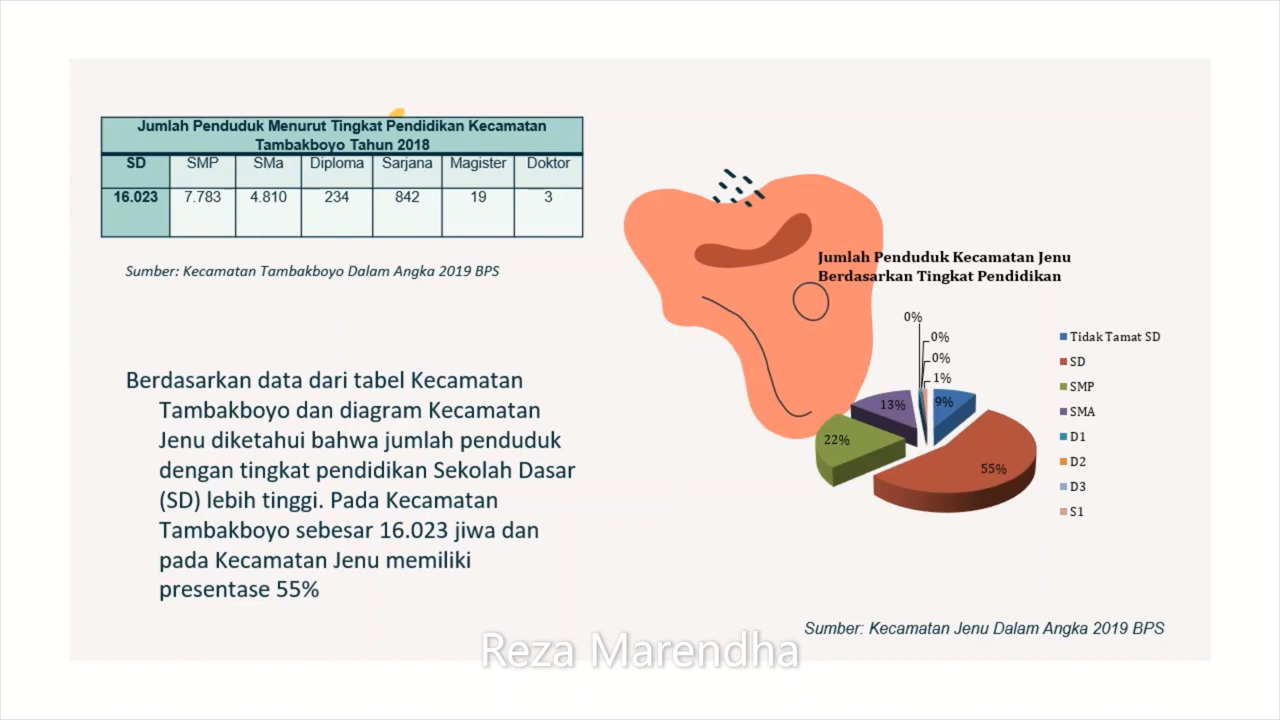 Jumlah Penduduk Menurut Tingkat Pendidikan Kecamatan
Tambakboyo Tahun 2018
SD SMP SMa Diploma Sarjana Magister Doktor
16.023 7.783 4.810 234 842 19 3
Sumber: Kecamatan Tambakboyo Dalam Angka 2019 BPS
Berdasarkan data dari tabel Kecamatan
Tambakboyo dan diagram Kecamatan
Jenu diketahui bahwa jumlah penduduk
dengan tingkat pendidikan Sekolah Dasar
(SD) lebih tinggi. Pada Kecamatan
Tambakboyo sebesar 16.023 jiwa dan
pada Kecamatan Jenu memiliki
presentase 55%
Jumlah Penduduk Kecamatan Jenu
Berdasarkan Tingkat Pendidikan
0%
0%
0%
1%
9%
13%
22%
55%
Tidak Tamat SD
SD
SMP
SMA
D1
D2
D3
S1
Sumber: Kecamatan Jenu Dalam Angka 2019 BPS
Reza Marendha